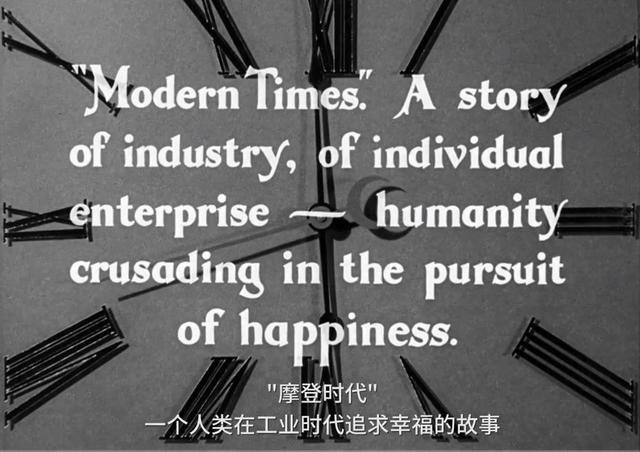 "Modern Times." A story
of industry, of individual
enterprise — humanity
crusading in the pursuit
of happiness.
"摩登时代"
一个人类在工业时代追求幸福的故事